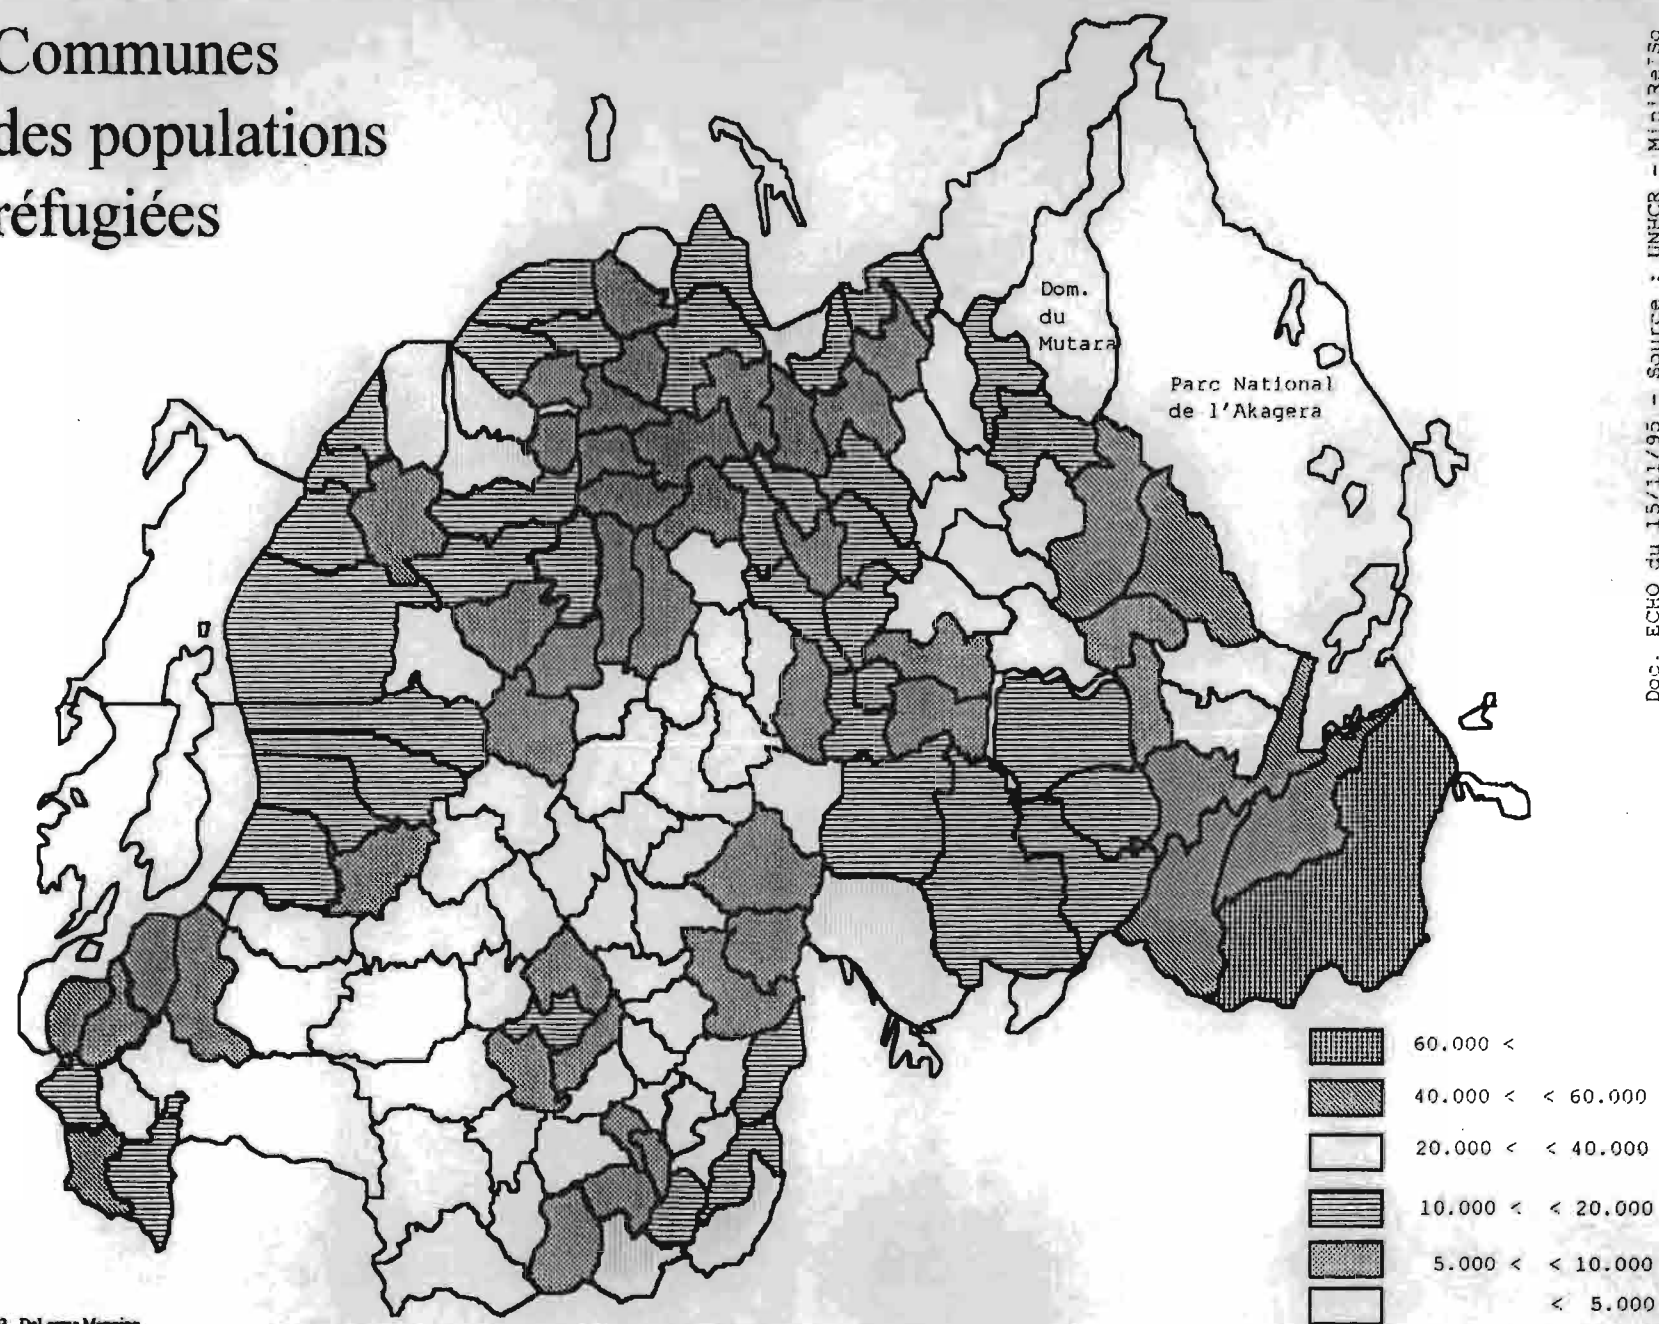 Communes
des populations
réfugiées
Dom.
du
Mutara
Parc National
de l'Akagera
Doc. ECHO du 15/11/95 - Source : UNHCR -
60.000 <
40.000 < < 60.000
20.000 < < 40.000
10.000 < < 20.000
5.000 < < 10.000
< 5.000